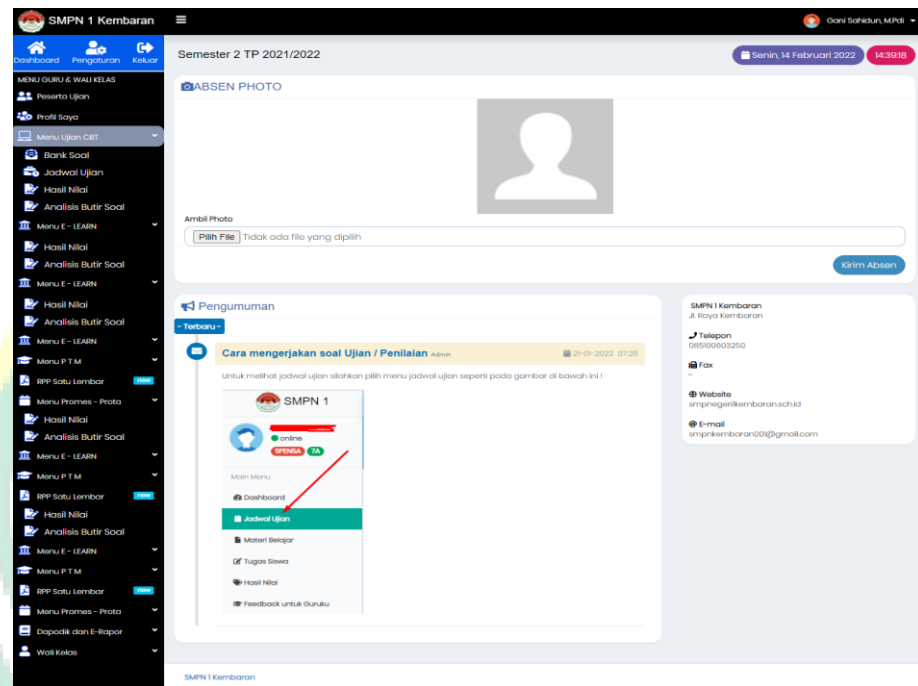 SMPN 1 Kembaran
Gani Sahidun, M.Pdi
Dashboard
Pengaturan
Keluar
MENU GURU & WALI KELAS
Peserta Ujian
Profil Saya
Menu Ujian CBT
Bank Soal
Jadwal Ujian
Hasil Nilai
Analisis Butir Soal
Menu E - LEARN
Hasil Nilai
Analisis Butir Soal
Menu E - LEARN
Hasil Nilai
Analisis Butir Soal
Menu E - LEARN
Menu P T M
RPP Satu Lembar new
Menu Promes - Prota
Hasil Nilai
Analisis Butir Soal
Menu E - LEARN
Menu P T M
RPP Satu Lembar new
Hasil Nilai
Analisis Butir Soal
Menu E - LEARN
Menu P T M
RPP Satu Lembar new
Menu Promes - Prota
Dapodik dan E-Rapor
Wali Kelas
Semester 2 TP 2021/2022
Senin, 14 Februari 2022
14:39:18
ABSEN PHOTO
Ambil Photo
Pilih File Tidak ada file yang dipilih
Kirim Absen
Pengumuman
- Terbaru -
Cara mengerjakan soal Ujian / Penilaian Admin
21-01-2022 07:28
Untuk melihat jadwal ujian silahkan pilih menu jadwal ujian seperti pada gambar di bawah ini !
SMPN 1
online
SPENSA 7A
Main Menu
Dashboard
Jadwal Ujian
Materi Belajar
Tugas Siswa
Hasil Nilai
Feedback untuk Guruku
SMPN 1 Kembaran
Jl. Raya Kembaran
Telepon
085100603250
Fax
-
Website
smpnegeri1kembaran.sch.id
E-mail
smpnkembaran001@gmail.com
SMPN 1 Kembaran